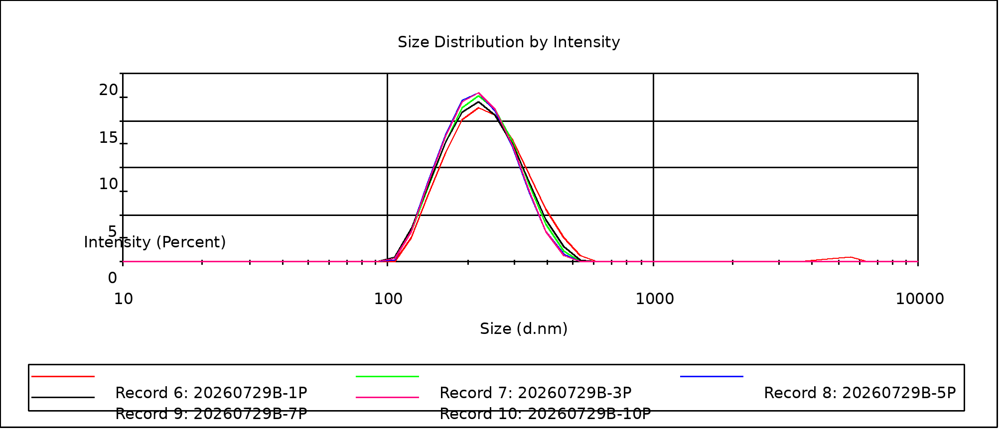 Size Distribution by Intensity
20
15
10
5
Intensity (Percent)
0
10 100 1000 10000
Size (d.nm)
Record 6: 20260729B-1P Record 7: 20260729B-3P Record 8: 20260729B-5P
Record 9: 20260729B-7P Record 10: 20260729B-10P